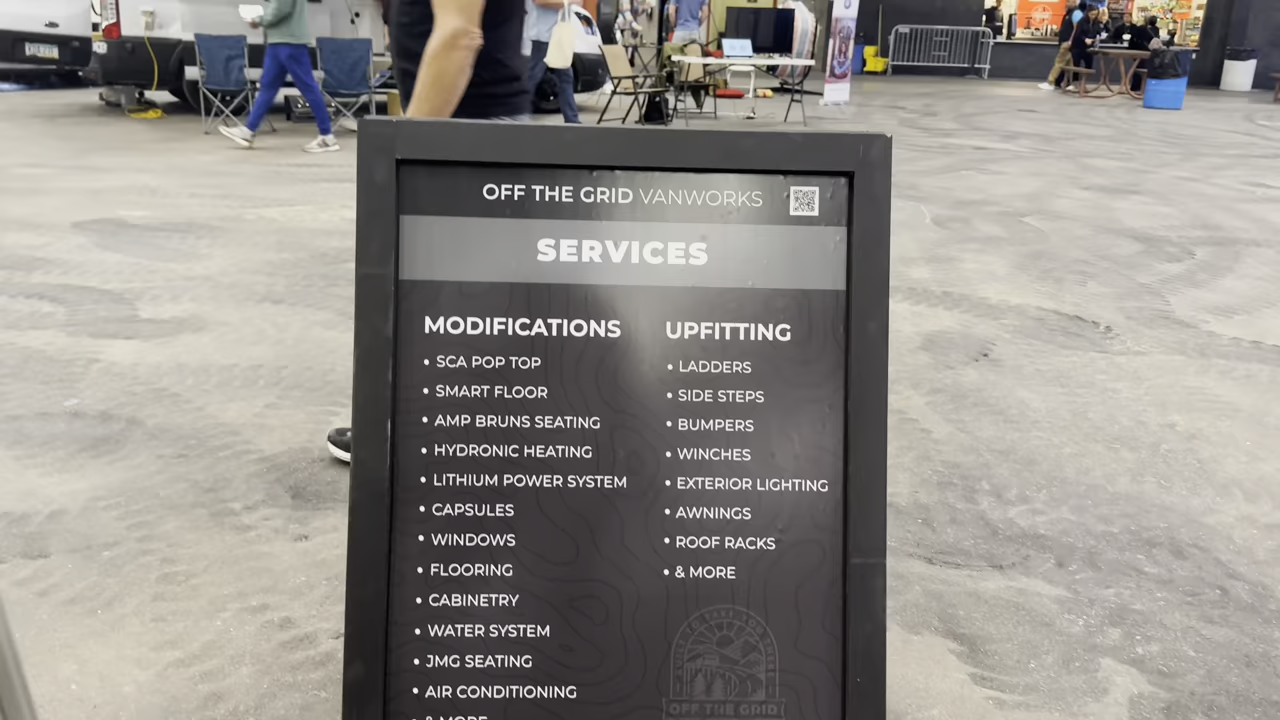 OFF THE GRID VANWORKS
SERVICES
MODIFICATIONS
• SCA POP TOP
• SMART FLOOR
• AMP BRUNS SEATING
• HYDRONIC HEATING
• LITHIUM POWER SYSTEM
• CAPSULES
• WINDOWS
• FLOORING
• CABINETRY
• WATER SYSTEM
• JMG SEATING
• AIR CONDITIONING
• & MORE
UPFITTING
• LADDERS
• SIDE STEPS
• BUMPERS
• WINCHES
• EXTERIOR LIGHTING
• AWNINGS
• ROOF RACKS
• & MORE
OFF THE GRID